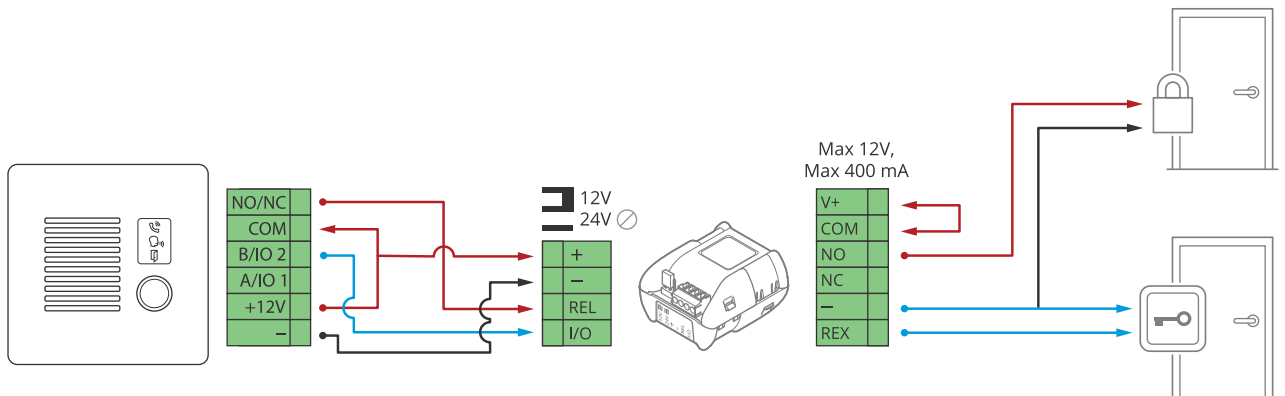 NO/NC
COM
B/IO 2
A/IO 1
+12V
–
12V
24V
+
–
REL
I/O
Max 12V,
Max 400 mA
V+
COM
NO
NC
–
REX